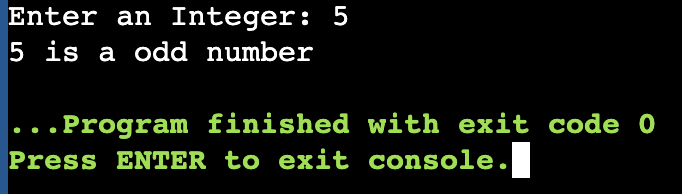 Enter an Integer: 5
5 is a odd number
...Program finished with exit code 0
Press ENTER to exit console.